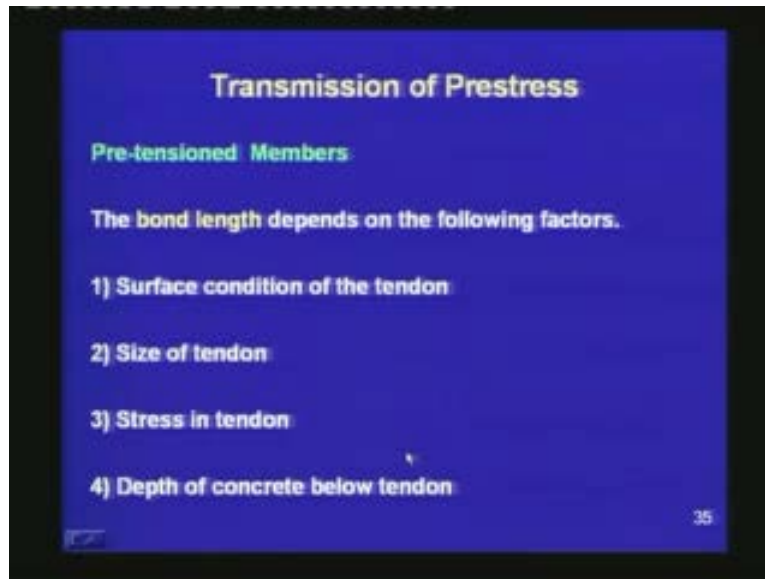 Transmission of Prestress
Pre-tensioned Members
The bond length depends on the following factors.
1) Surface condition of the tendon
2) Size of tendon
3) Stress in tendon
4) Depth of concrete below tendon
35